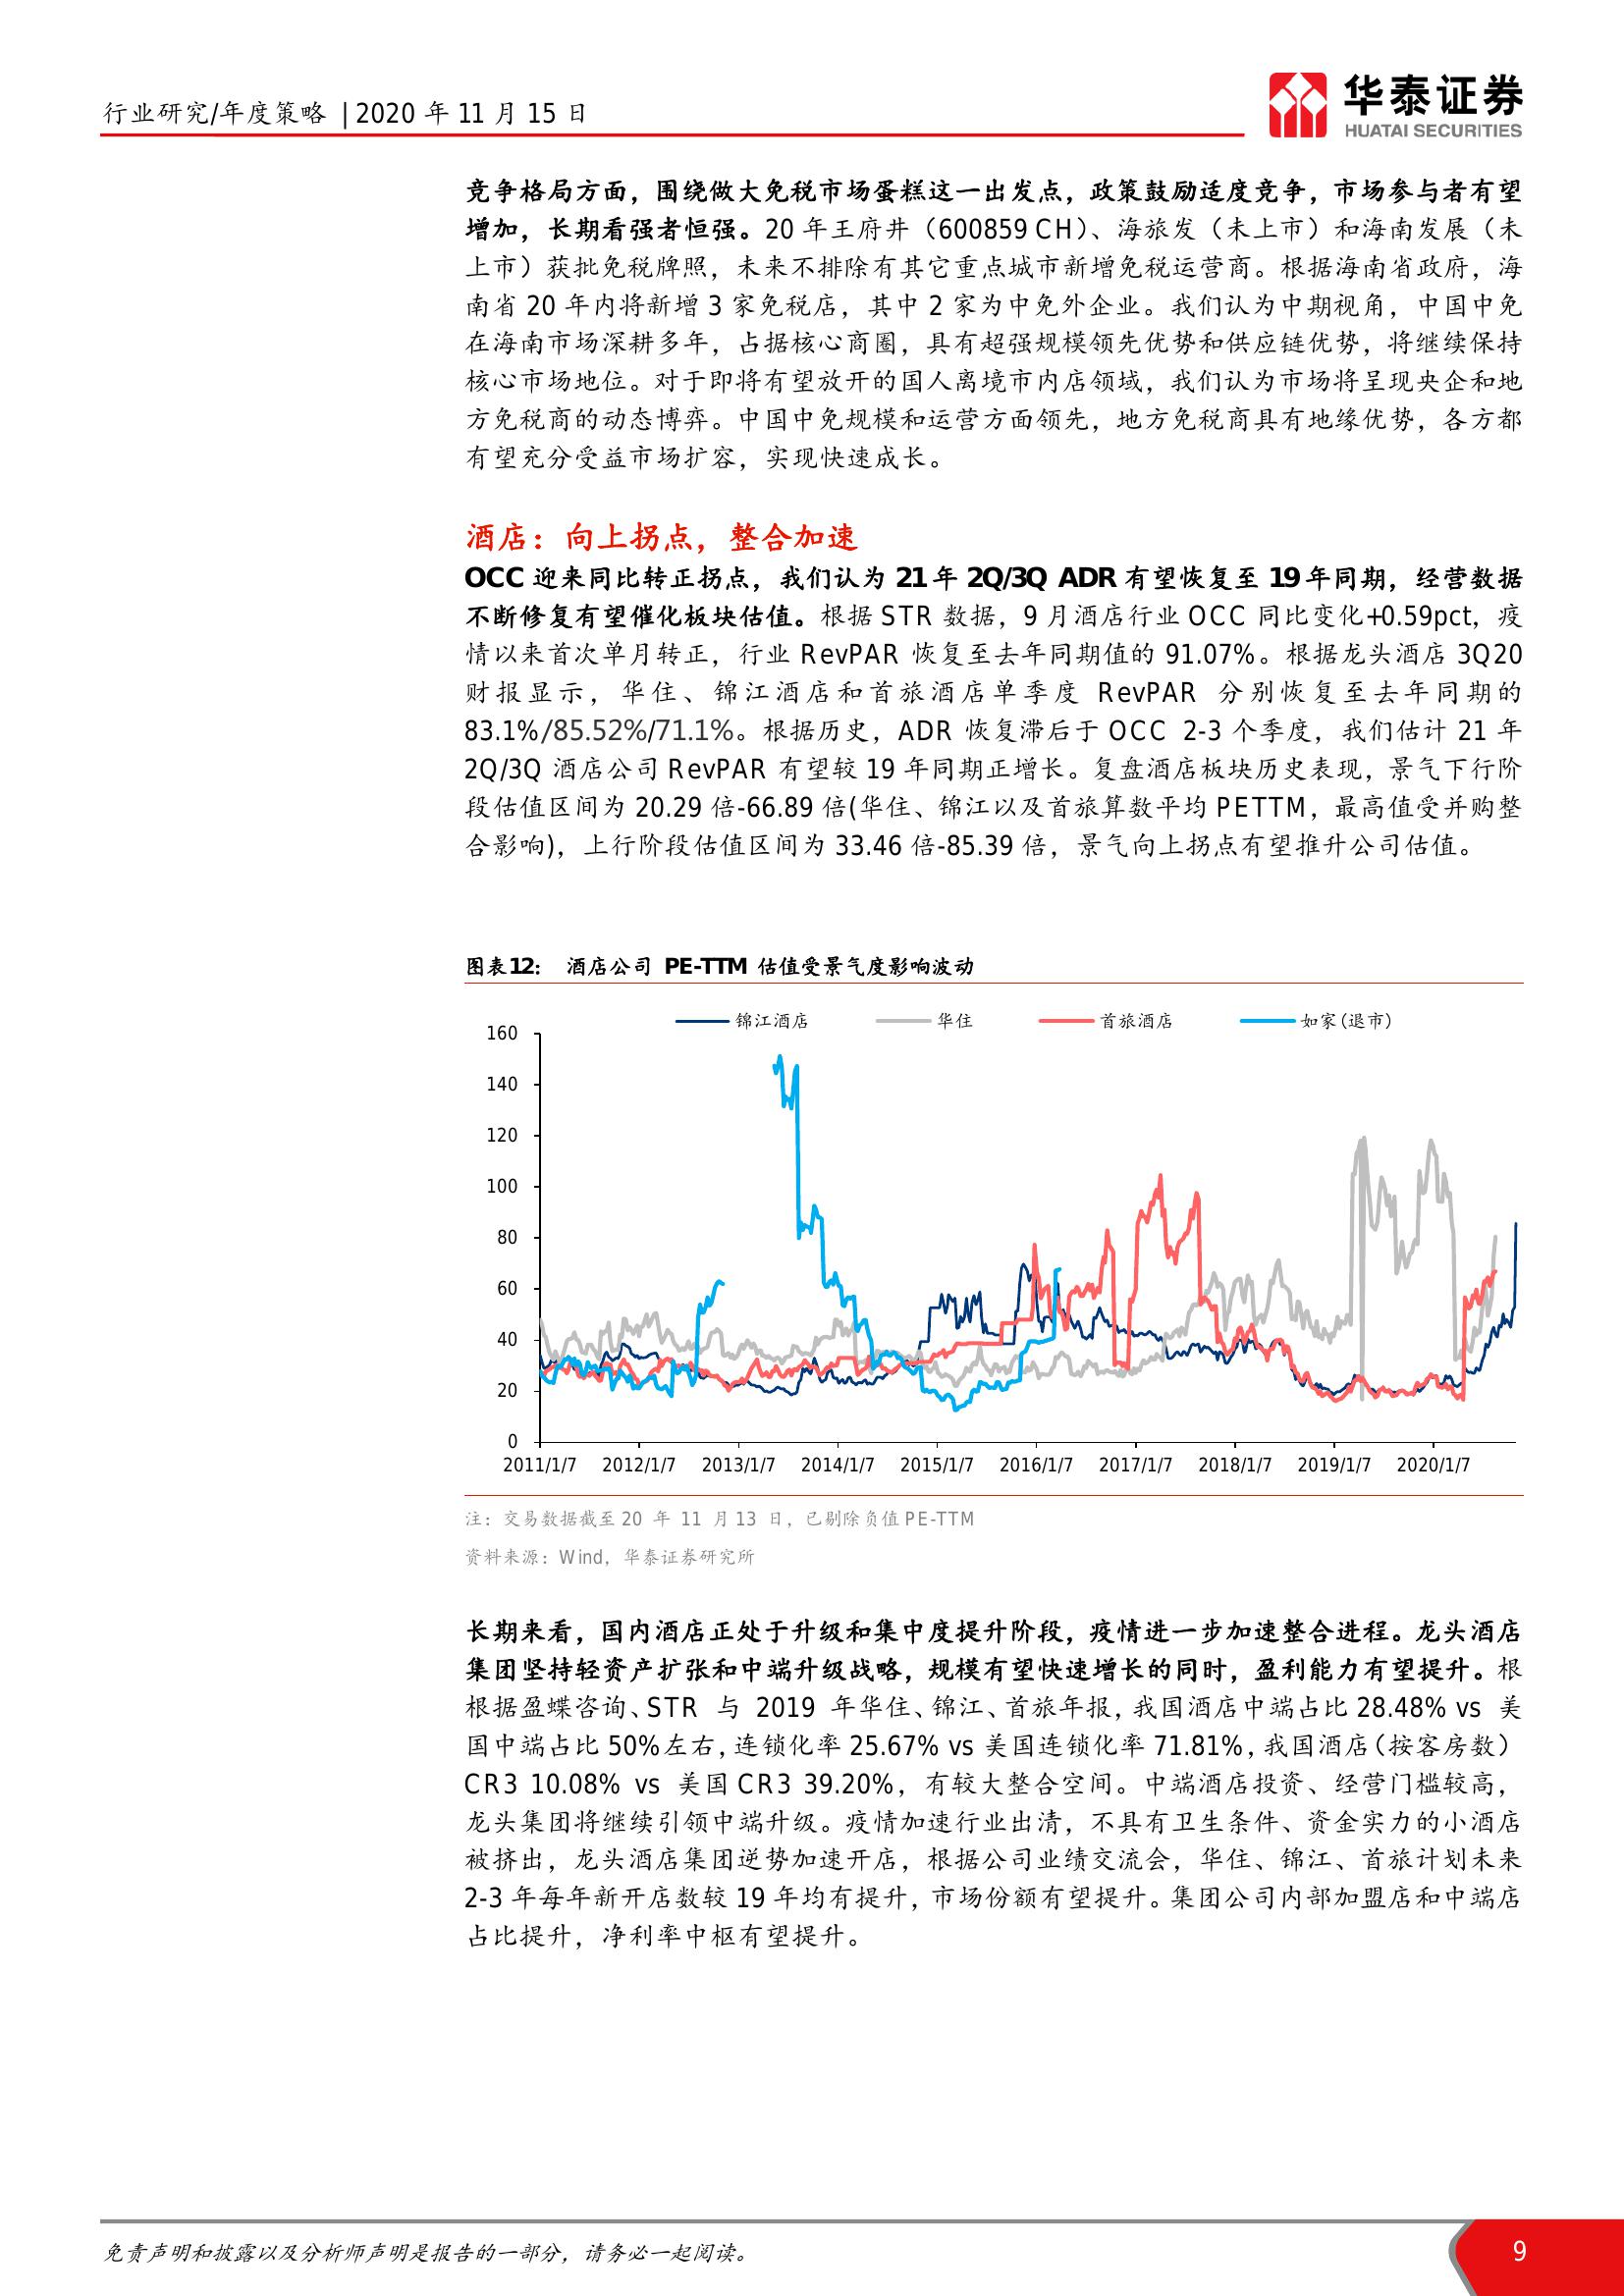 行业研究/年度策略 | 2020 年 11 月 15 日
华泰证券
HUATAI SECURITIES
竞争格局方面，围绕做大免税市场蛋糕这一出发点，政策鼓励适度竞争，市场参与者有望
增加，长期看强者恒强。20 年王府井（600859 CH）、海旅发（未上市）和海南发展（未
上市）获批免税牌照，未来不排除有其它重点城市新增免税运营商。根据海南省政府，海
南省 20 年内将新增 3 家免税店，其中 2 家为中免外企业。我们认为中期视角，中国中免
在海南市场深耕多年，占据核心商圈，具有超强规模领先优势和供应链优势，将继续保持
核心市场地位。对于即将有望放开的国人离境市内店领域，我们认为市场将呈现央企和地
方免税商的动态博弈。中国中免规模和运营方面领先，地方免税商具有地缘优势，各方都
有望充分受益市场扩容，实现快速成长。
酒店：向上拐点，整合加速
OCC 迎来同比转正拐点，我们认为 21 年 2Q/3Q ADR 有望恢复至 19 年同期，经营数据
不断修复有望催化板块估值。根据 STR 数据，9 月酒店行业 OCC 同比变化+0.59pct，疫
情以来首次单月转正，行业 RevPAR 恢复至去年同期值的 91.07%。根据龙头酒店 3Q20
财报显示，华住、锦江酒店和首旅酒店单季度 RevPAR 分别恢复至去年同期的
83.1%/85.52%/71.1%。根据历史，ADR 恢复滞后于 OCC 2-3 个季度，我们估计 21 年
2Q/3Q 酒店公司 RevPAR 有望较 19 年同期正增长。复盘酒店板块历史表现，景气下行阶
段估值区间为 20.29 倍-66.89 倍(华住、锦江以及首旅算数平均 PETTM，最高值受并购整
合影响)，上行阶段估值区间为 33.46 倍-85.39 倍，景气向上拐点有望推升公司估值。
图表12： 酒店公司 PE-TTM 估值受景气度影响波动
锦江酒店 华住 首旅酒店 如家(退市)
160
140
120
100
80
60
40
20
0
2011/1/7 2012/1/7 2013/1/7 2014/1/7 2015/1/7 2016/1/7 2017/1/7 2018/1/7 2019/1/7 2020/1/7
注：交易数据截至 20 年 11 月 13 日，已剔除负值 PE-TTM
资料来源：Wind，华泰证券研究所
长期来看，国内酒店正处于升级和集中度提升阶段，疫情进一步加速整合进程。龙头酒店
集团坚持轻资产扩张和中端升级战略，规模有望快速增长的同时，盈利能力有望提升。根
根据盈蝶咨询、STR 与 2019 年华住、锦江、首旅年报，我国酒店中端占比 28.48% vs 美
国中端占比 50%左右，连锁化率 25.67% vs 美国连锁化率 71.81%，我国酒店（按客房数）
CR3 10.08% vs 美国 CR3 39.20%，有较大整合空间。中端酒店投资、经营门槛较高，
龙头集团将继续引领中端升级。疫情加速行业出清，不具有卫生条件、资金实力的小酒店
被挤出，龙头酒店集团逆势加速开店，根据公司业绩交流会，华住、锦江、首旅计划未来
2-3 年每年新开店数较 19 年均有提升，市场份额有望提升。集团公司内部加盟店和中端店
占比提升，净利率中枢有望提升。
免责声明和披露以及分析师声明是报告的一部分，请务必一起阅读。
9